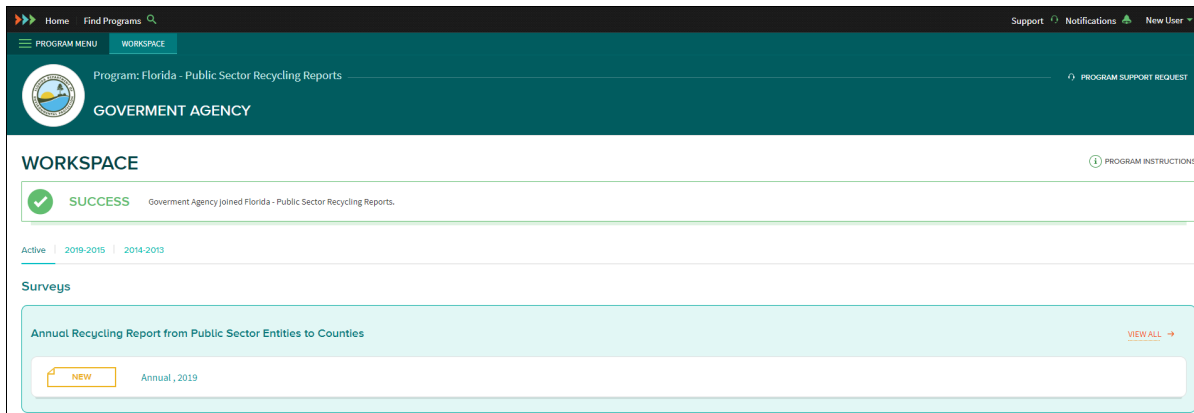 Home Find Programs Support Notifications New User
PROGRAM MENU WORKSPACE
Program: Florida - Public Sector Recycling Reports PROGRAM SUPPORT REQUEST
GOVERMENT AGENCY
WORKSPACE PROGRAM INSTRUCTIONS
SUCCESS Goverment Agency joined Florida - Public Sector Recycling Reports.
Active 2019-2015 2014-2013
Surveys
Annual Recycling Report from Public Sector Entities to Counties VIEW ALL →
NEW Annual , 2019